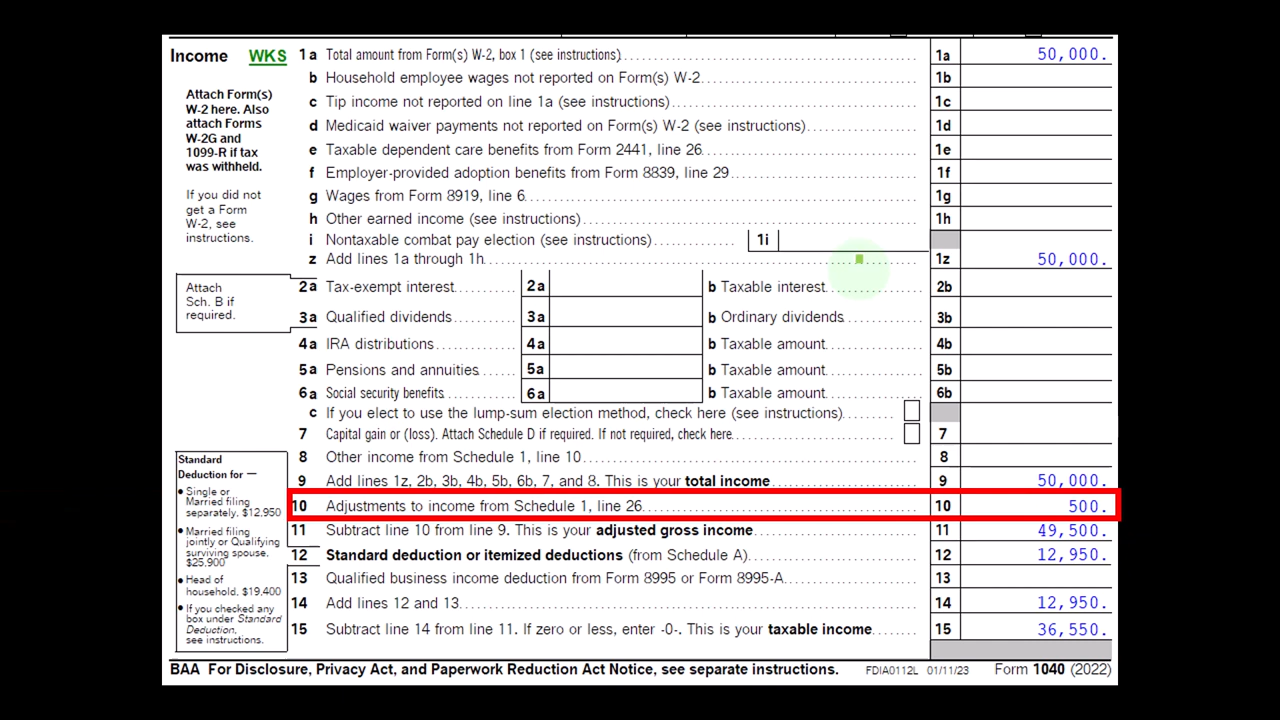 Income WKS 1a Total amount from Form(s) W-2, box 1 (see instructions) 1a 50,000.
b Household employee wages not reported on Form(s) W-2 1b
Attach Form(s) W-2 here. Also attach Forms W-2G and 1099-R if tax was withheld.
c Tip income not reported on line 1a (see instructions) 1c
d Medicaid waiver payments not reported on Form(s) W-2 (see instructions) 1d
e Taxable dependent care benefits from Form 2441, line 26 1e
f Employer-provided adoption benefits from Form 8839, line 29 1f
If you did not get a Form W-2, see instructions.
g Wages from Form 8919, line 6 1g
h Other earned income (see instructions) 1h
i Nontaxable combat pay election (see instructions) 1i
z Add lines 1a through 1h 1z 50,000.
Attach Sch. B if required.
2a Tax-exempt interest 2a b Taxable interest 2b
3a Qualified dividends 3a b Ordinary dividends 3b
4a IRA distributions 4a b Taxable amount 4b
5a Pensions and annuities 5a b Taxable amount 5b
6a Social security benefits 6a b Taxable amount 6b
c If you elect to use the lump-sum election method, check here (see instructions)
7 Capital gain or (loss). Attach Schedule D if required. If not required, check here 7
8 Other income from Schedule 1, line 10 8
Standard Deduction for —
• Single or Married filing separately. $12,950
• Married filing jointly or Qualifying surviving spouse. $25,900
• Head of household. $19,400
• If you checked any box under Standard Deduction, see instructions.
9 Add lines 1z, 2b, 3b, 4b, 5b, 6b, 7, and 8. This is your total income 9 50,000.
10 Adjustments to income from Schedule 1, line 26 10 500.
11 Subtract line 10 from line 9. This is your adjusted gross income 11 49,500.
12 Standard deduction or itemized deductions (from Schedule A) 12 12,950.
13 Qualified business income deduction from Form 8995 or Form 8995-A 13
14 Add lines 12 and 13 14 12,950.
15 Subtract line 14 from line 11. If zero or less, enter -0-. This is your taxable income 15 36,550.
BAA For Disclosure, Privacy Act, and Paperwork Reduction Act Notice, see separate instructions. FDIA0112L 01/11/23 Form 1040 (2022)